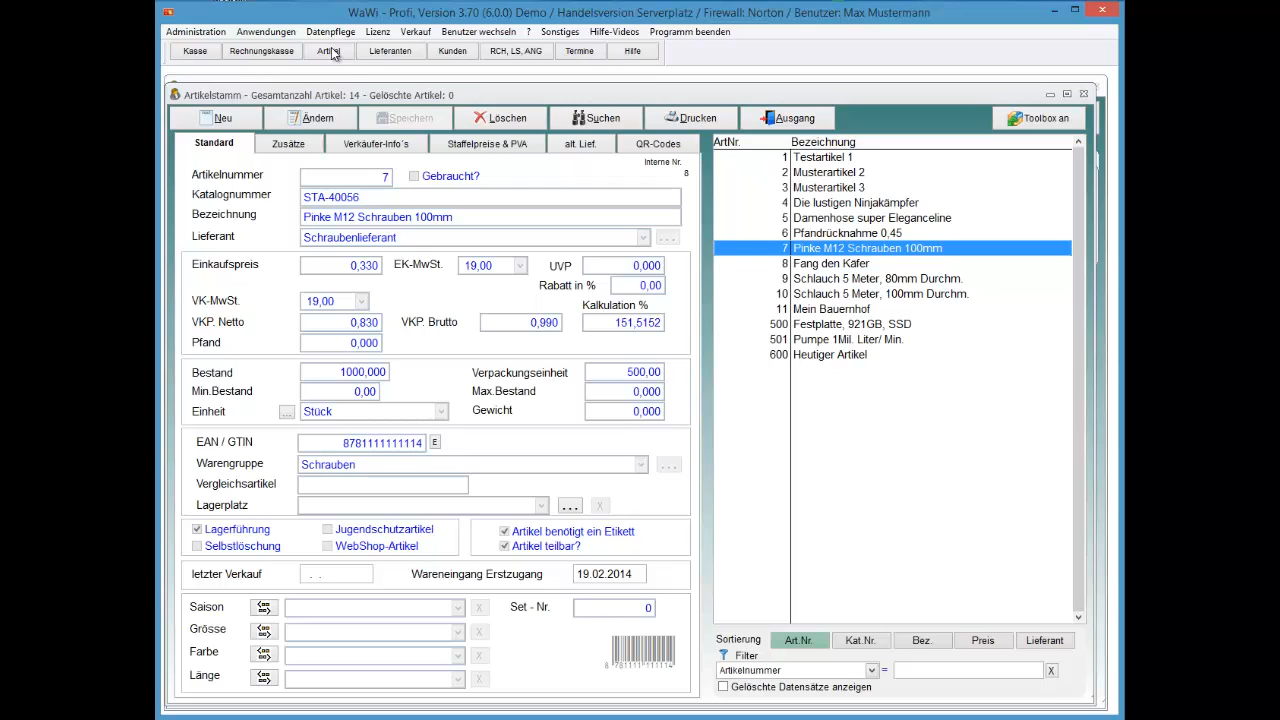 WaWi - Profi, Version 3.70 (6.0.0) Demo / Handelsversion Serverplatz / Firewall: Norton / Benutzer: Max Mustermann
Administration Anwendungen Datenpflege Lizenz Verkauf Benutzer wechseln ? Sonstiges Hilfe-Videos Programm beenden
Kasse Rechnungskasse Artikel Lieferanten Kunden RCH, LS, ANG Termine Hilfe
Artikelstamm - Gesamtanzahl Artikel: 14 - Gelöschte Artikel: 0
Neu Ändern Speichern Löschen Suchen Drucken Ausgang Toolbox an
Standard Zusätze Verkäufer-Info´s Staffelpreise & PVA alt. Lief. QR-Codes
Interne Nr.
8
Artikelnummer 7 Gebraucht?
Katalognummer STA-40056
Bezeichnung Pinke M12 Schrauben 100mm
Lieferant Schraubenlieferant ...
Einkaufspreis 0,330 EK-MwSt. 19,00 UVP 0,000
Rabatt in % 0,00
VK-MwSt. 19,00 Kalkulation %
VKP. Netto 0,830 VKP. Brutto 0,990 151,5152
Pfand 0,000
Bestand 1000,000 Verpackungseinheit 500,00
Min.Bestand 0,00 Max.Bestand 0,000
Einheit ... Stück Gewicht 0,000
EAN / GTIN 8781111111114 E
Warengruppe Schrauben ...
Vergleichsartikel
Lagerplatz ... X
Lagerführung Jugendschutzartikel Artikel benötigt ein Etikett
Selbstlöschung WebShop-Artikel Artikel teilbar?
letzter Verkauf . . Wareneingang Erstzugang 19.02.2014
Saison X Set - Nr. 0
Grösse X
Farbe X
Länge X
8 781111 111114
ArtNr. Bezeichnung
1 Testartikel 1
2 Musterartikel 2
3 Musterartikel 3
4 Die lustigen Ninjakämpfer
5 Damenhose super Eleganceline
6 Pfandrücknahme 0,45
7 Pinke M12 Schrauben 100mm
8 Fang den Käfer
9 Schlauch 5 Meter, 80mm Durchm.
10 Schlauch 5 Meter, 100mm Durchm.
11 Mein Bauernhof
500 Festplatte, 921GB, SSD
501 Pumpe 1Mil. Liter/ Min.
600 Heutiger Artikel
Sortierung Art.Nr. Kat.Nr. Bez. Preis Lieferant
Filter
Artikelnummer = X
Gelöschte Datensätze anzeigen